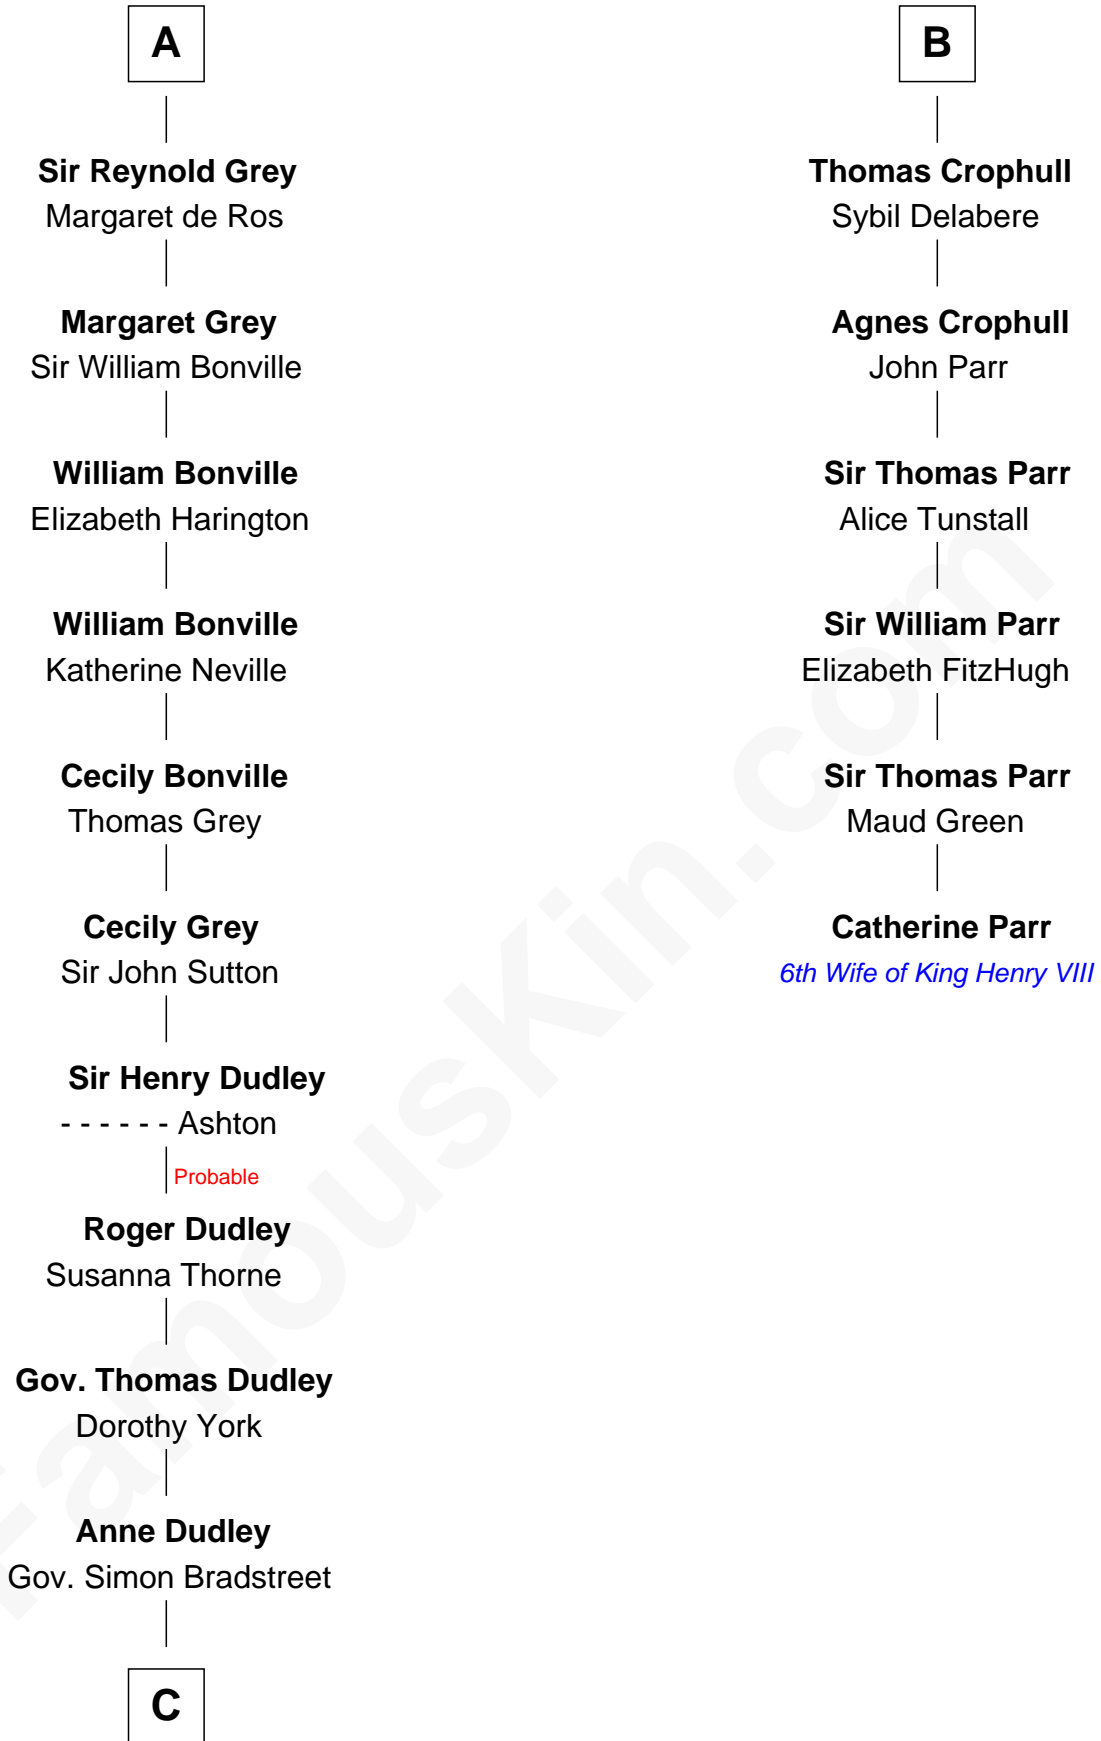 A
Sir Reynold Grey
Margaret de Ros
Margaret Grey
Sir William Bonville
William Bonville
Elizabeth Harington
William Bonville
Katherine Neville
Cecily Bonville
Thomas Grey
Cecily Grey
Sir John Sutton
Sir Henry Dudley
- - - - - - Ashton
Probable
Roger Dudley
Susanna Thorne
Gov. Thomas Dudley
Dorothy York
Anne Dudley
Gov. Simon Bradstreet
C
B
Thomas Crophull
Sybil Delabere
Agnes Crophull
John Parr
Sir Thomas Parr
Alice Tunstall
Sir William Parr
Elizabeth FitzHugh
Sir Thomas Parr
Maud Green
Catherine Parr
6th Wife of King Henry VIII
FamousKin.com